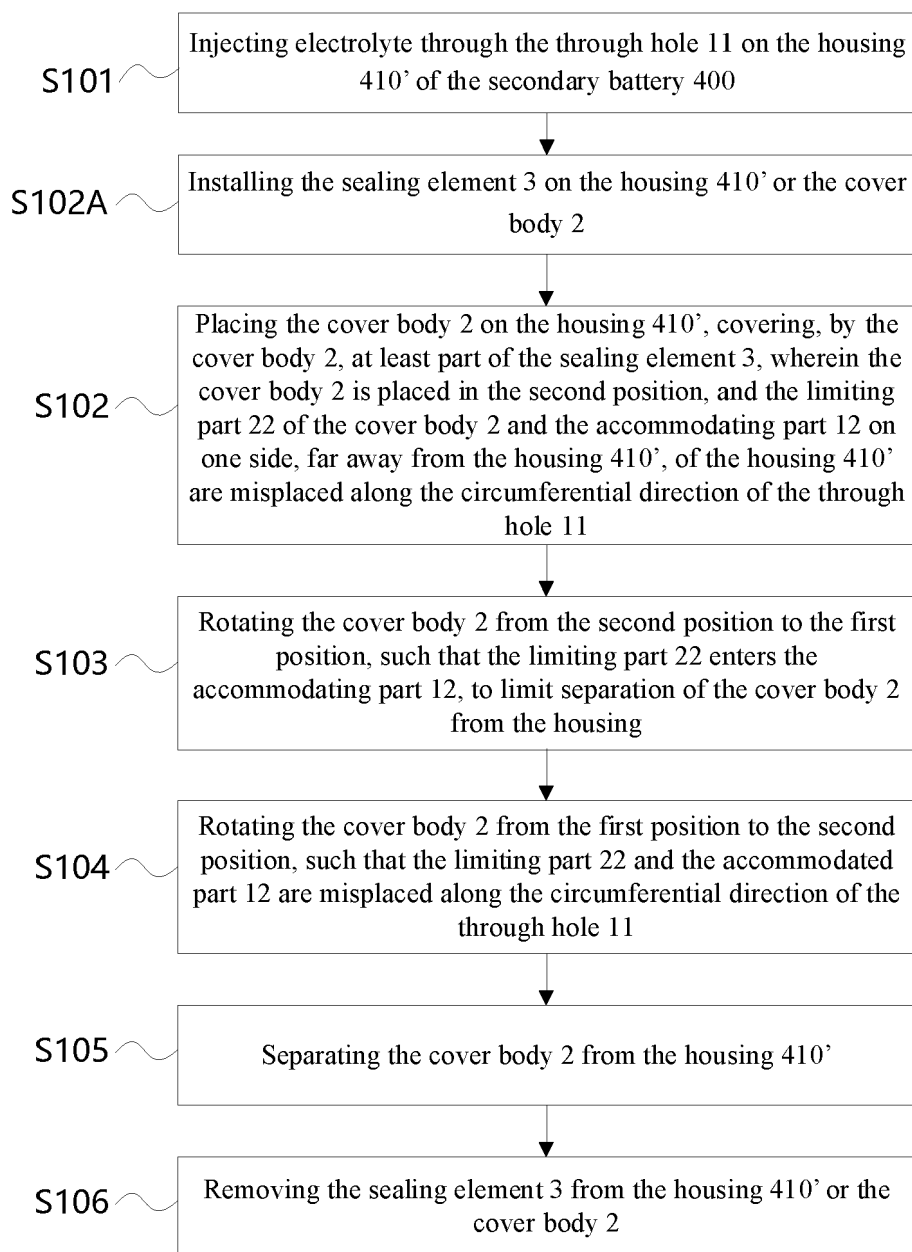 S101
Injecting electrolyte through the through hole 11 on the housing
410’ of the secondary battery 400
S102A
Installing the sealing element 3 on the housing 410’ or the cover
body 2
S102
Placing the cover body 2 on the housing 410’, covering, by the
cover body 2, at least part of the sealing element 3, wherein the
cover body 2 is placed in the second position, and the limiting
part 22 of the cover body 2 and the accommodating part 12 on
one side, far away from the housing 410’, of the housing 410’
are misplaced along the circumferential direction of the through
hole 11
S103
Rotating the cover body 2 from the second position to the first
position, such that the limiting part 22 enters the
accommodating part 12, to limit separation of the cover body 2
from the housing
S104
Rotating the cover body 2 from the first position to the second
position, such that the limiting part 22 and the accommodated
part 12 are misplaced along the circumferential direction of the
through hole 11
S105
Separating the cover body 2 from the housing 410’
S106
Removing the sealing element 3 from the housing 410’ or the
cover body 2